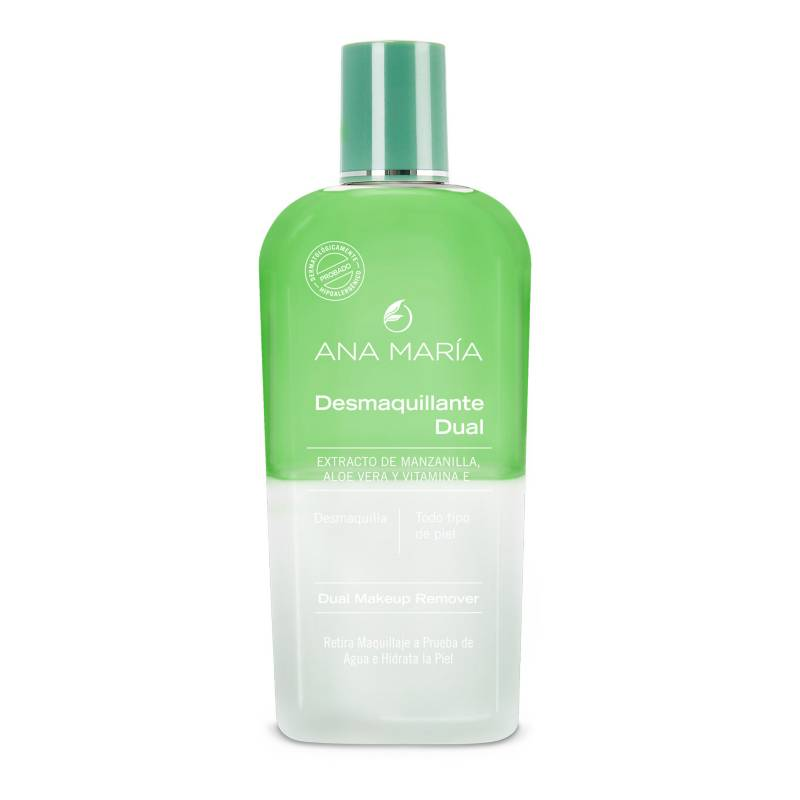 DERMATOLÓGICAMENTE
PROBADO
HIPOALERGÉNICO
ANA MARÍA
Desmaquillante
Dual
EXTRACTO DE MANZANILLA,
ALOE VERA Y VITAMINA E
Desmaquilla
Todo tipo
de piel
Dual Makeup Remover
Retira Maquillaje a Prueba de
Agua e Hidrata la Piel